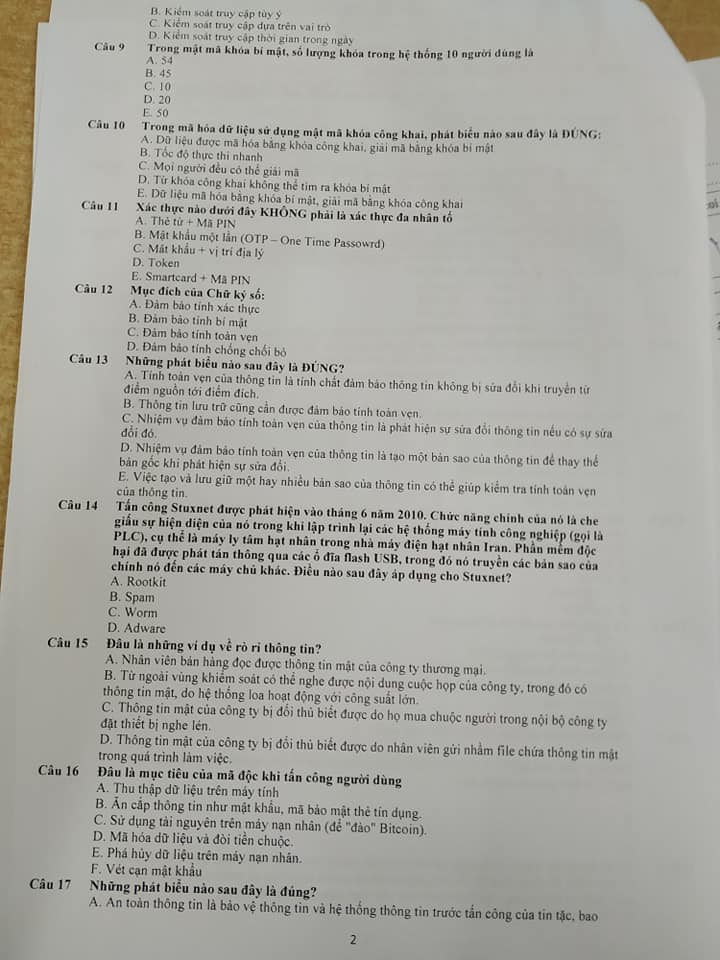 B. Kiểm soát truy cập tùy ý
C. Kiểm soát truy cập dựa trên vai trò
D. Kiểm soát truy cập thời gian trong ngày
Câu 9 Trong mật mã khóa bí mật, số lượng khóa trong hệ thống 10 người dùng là
A. 54
B. 45
C. 10
D. 20
E. 50
Câu 10 Trong mã hóa dữ liệu sử dụng mật mã khóa công khai, phát biểu nào sau đây là ĐÚNG:
A. Dữ liệu được mã hóa bằng khóa công khai, giải mã bằng khóa bí mật
B. Tốc độ thực thi nhanh
C. Mọi người đều có thể giải mã
D. Từ khóa công khai không thể tìm ra khóa bí mật
E. Dữ liệu mã hóa bằng khóa bí mật, giải mã bằng khóa công khai
Câu 11 Xác thực nào dưới đây KHÔNG phải là xác thực đa nhân tố
A. Thẻ từ + Mã PIN
B. Mật khẩu một lần (OTP – One Time Passowrd)
C. Mất khẩu + vị trí địa lý
D. Token
E. Smartcard + Mã PIN
Câu 12 Mục đích của Chữ ký số:
A. Đảm bảo tính xác thực
B. Đảm bảo tính bí mật
C. Đảm bảo tính toàn vẹn
D. Đảm bảo tính chống chối bỏ
Câu 13 Những phát biểu nào sau đây là ĐÚNG?
A. Tính toàn vẹn của thông tin là tính chất đảm bảo thông tin không bị sửa đổi khi truyền từ
điểm nguồn tới điểm đích.
B. Thông tin lưu trữ cũng cần được đảm bảo tính toàn vẹn.
C. Nhiệm vụ đảm bảo tính toàn vẹn của thông tin là phát hiện sự sửa đổi thông tin nếu có sự sửa
đổi đó.
D. Nhiệm vụ đảm bảo tính toàn vẹn của thông tin là tạo một bản sao của thông tin để thay thế
bản gốc khi phát hiện sự sửa đổi.
E. Việc tạo và lưu giữ một hay nhiều bản sao của thông tin có thể giúp kiểm tra tính toàn vẹn
của thông tin.
Câu 14 Tấn công Stuxnet được phát hiện vào tháng 6 năm 2010. Chức năng chính của nó là che
giấu sự hiện diện của nó trong khi lập trình lại các hệ thống máy tính công nghiệp (gọi là
PLC), cụ thể là máy ly tâm hạt nhân trong nhà máy điện hạt nhân Iran. Phần mềm độc
hại đã được phát tán thông qua các ổ đĩa flash USB, trong đó nó truyền các bản sao của
chính nó đến các máy chủ khác. Điều nào sau đây áp dụng cho Stuxnet?
A. Rootkit
B. Spam
C. Worm
D. Adware
Câu 15 Đâu là những ví dụ về rò rỉ thông tin?
A. Nhân viên bán hàng đọc được thông tin mật của công ty thương mại.
B. Từ ngoài vùng khiểm soát có thể nghe được nội dung cuộc họp của công ty, trong đó có
thông tin mật, do hệ thống loa hoạt động với công suất lớn.
C. Thông tin mật của công ty bị đối thủ biết được do họ mua chuộc người trong nội bộ công ty
đặt thiết bị nghe lén.
D. Thông tin mật của công ty bị đối thủ biết được do nhân viên gửi nhầm file chứa thông tin mật
trong quá trình làm việc.
Câu 16 Đâu là mục tiêu của mã độc khi tấn công người dùng
A. Thu thập dữ liệu trên máy tính
B. Ăn cắp thông tin như mật khẩu, mã bảo mật thẻ tín dụng.
C. Sử dụng tài nguyên trên máy nạn nhân (để "đào" Bitcoin).
D. Mã hóa dữ liệu và đòi tiền chuộc.
E. Phá hủy dữ liệu trên máy nạn nhân.
F. Vét cạn mật khẩu
Câu 17 Những phát biểu nào sau đây là đúng?
A. An toàn thông tin là bảo vệ thông tin và hệ thống thông tin trước tấn công của tin tặc, bao
2